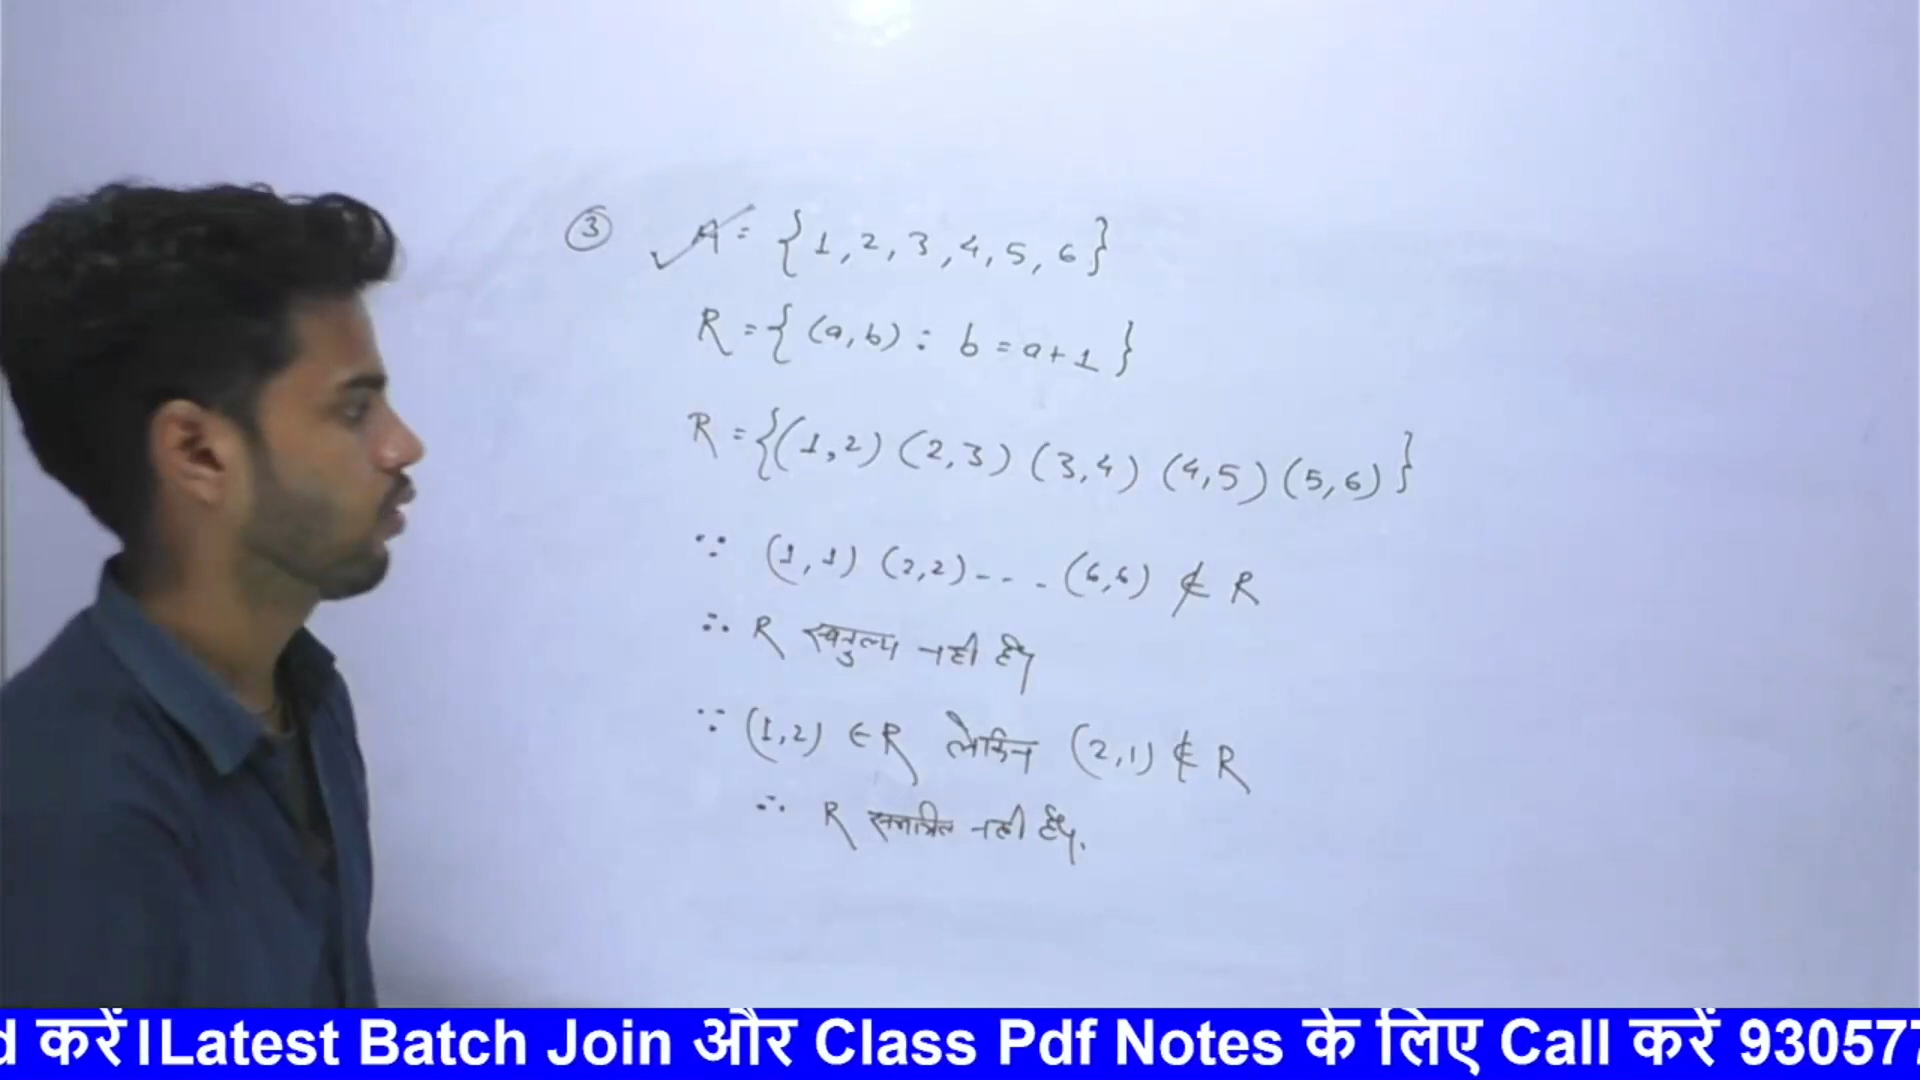 ③ A = {1, 2, 3, 4, 5, 6}
R = { (a, b) : b = a + 1 }
R = {(1, 2) (2, 3) (3, 4) (4, 5) (5, 6) }
∵ (1, 1) (2, 2) - - - (6, 6) ∉ R
∴ R स्वतुल्य नही है।
∵ (1, 2) ∈ R लेकिन (2, 1) ∉ R
∴ R सममित नही है।
d करें।Latest Batch Join और Class Pdf Notes के लिए Call करें 930577